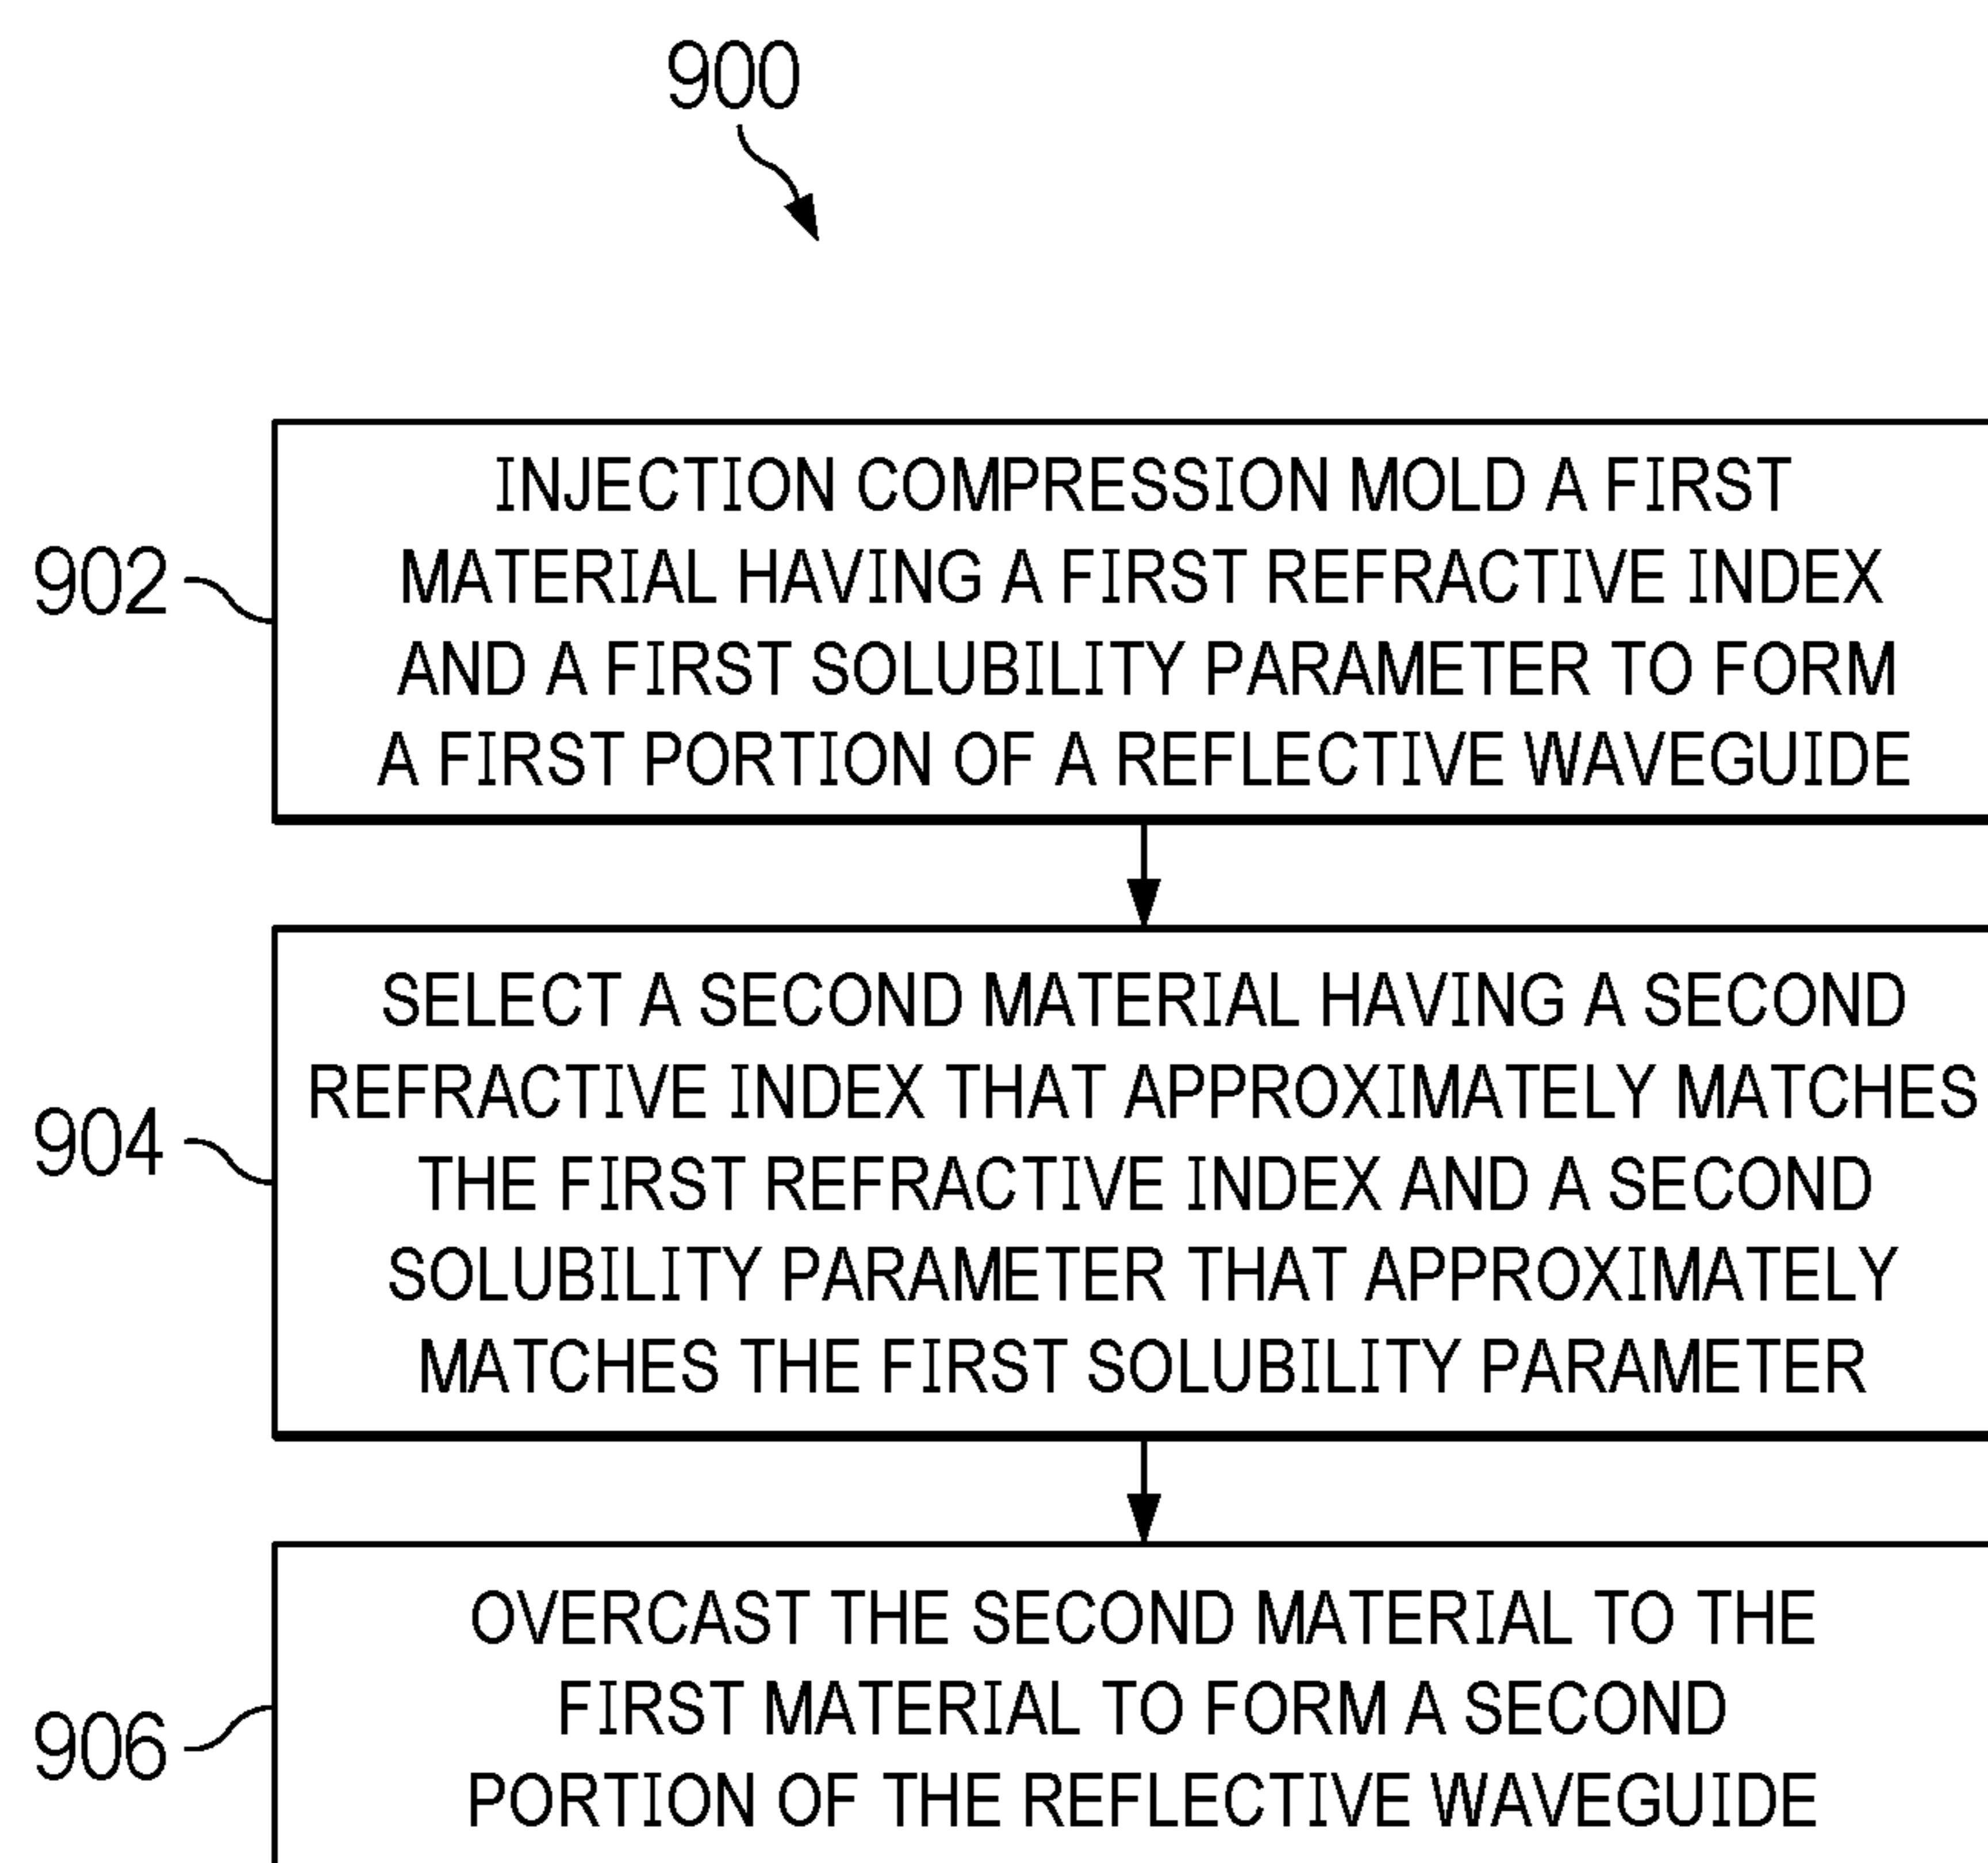 900
902
INJECTION COMPRESSION MOLD A FIRST
MATERIAL HAVING A FIRST REFRACTIVE INDEX
AND A FIRST SOLUBILITY PARAMETER TO FORM
A FIRST PORTION OF A REFLECTIVE WAVEGUIDE
904
SELECT A SECOND MATERIAL HAVING A SECOND
REFRACTIVE INDEX THAT APPROXIMATELY MATCHES
THE FIRST REFRACTIVE INDEX AND A SECOND
SOLUBILITY PARAMETER THAT APPROXIMATELY
MATCHES THE FIRST SOLUBILITY PARAMETER
906
OVERCAST THE SECOND MATERIAL TO THE
FIRST MATERIAL TO FORM A SECOND
PORTION OF THE REFLECTIVE WAVEGUIDE